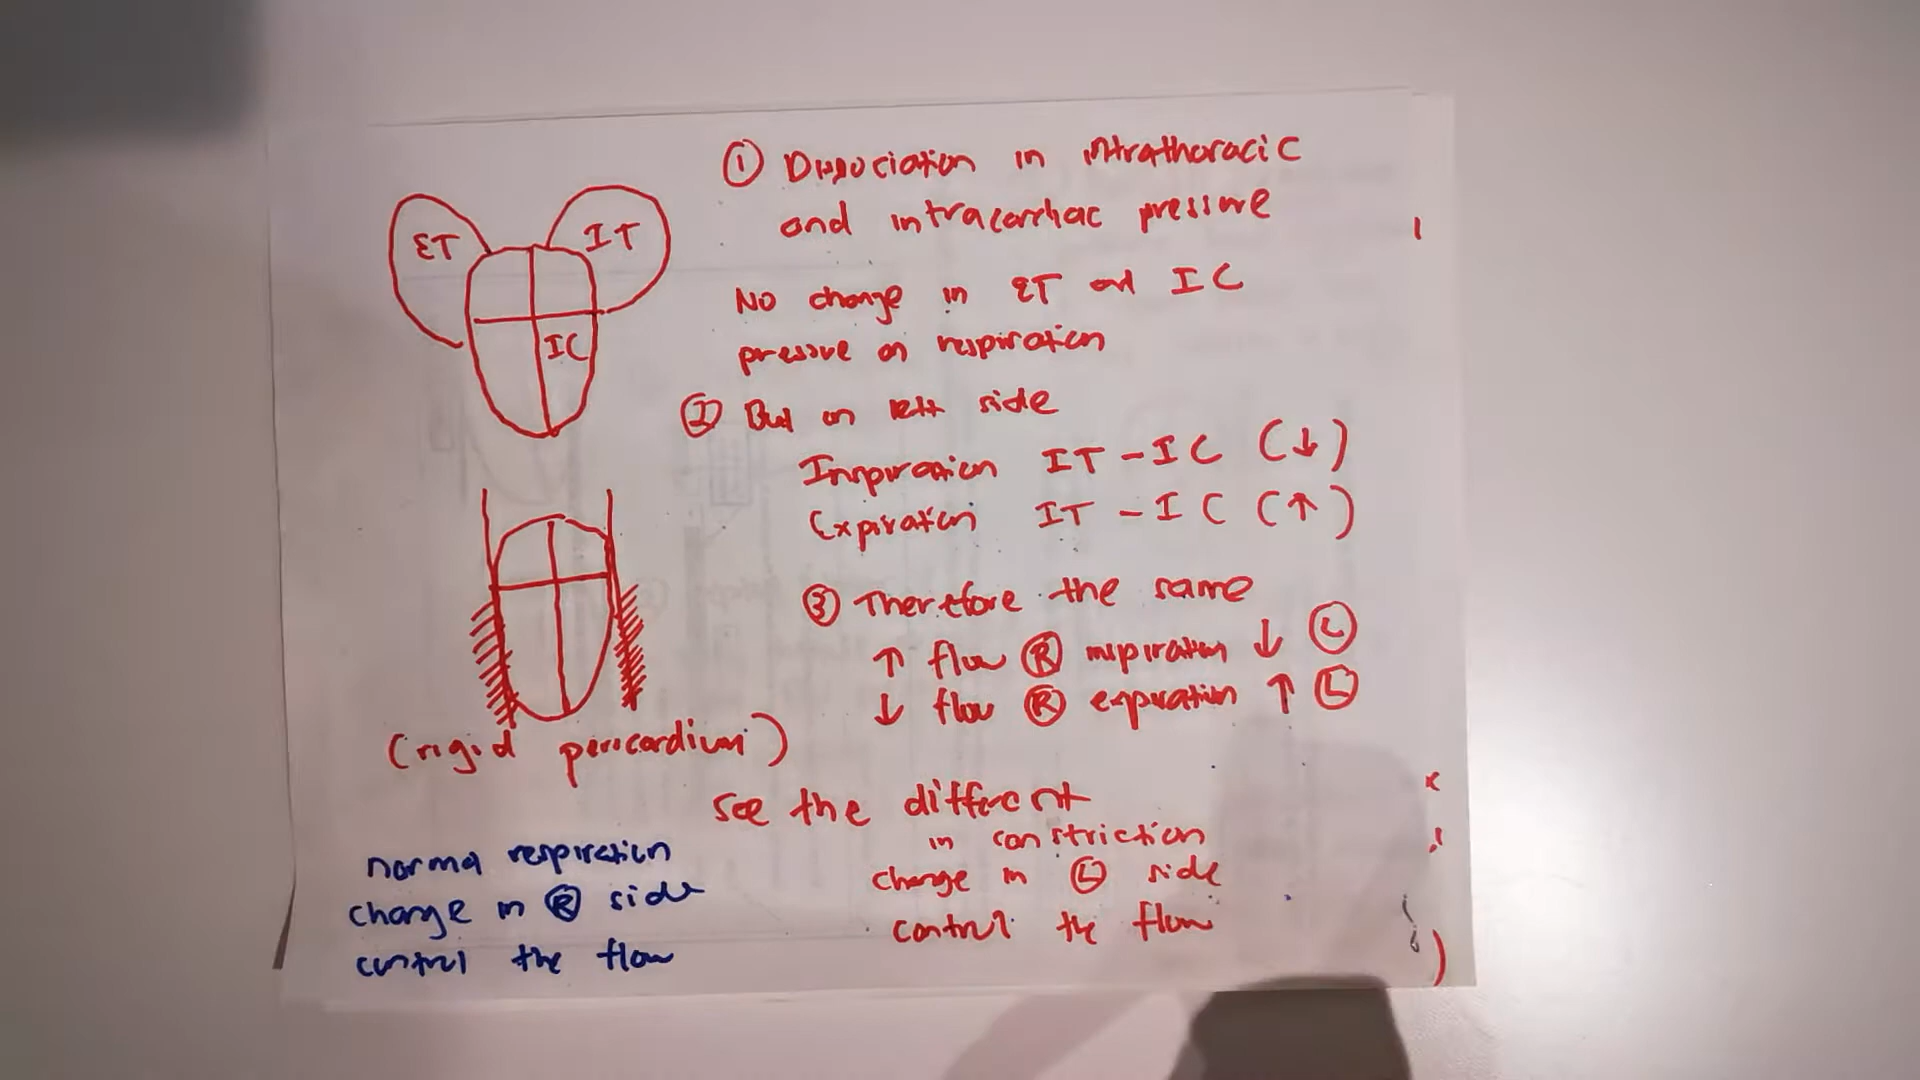 ① Dissociation in intrathoracic
and intracardiac pressure
ET
IT
IC
No change in ET and IC
pressure on respiration
② But on left side
Inspiration IT - IC (↓)
Expiration IT - IC (↑)
③ Therefore the same
↑ flow Ⓡ inspiration ↓ Ⓛ
↓ flow Ⓡ expiration ↑ Ⓛ
(rigid pericardium)
see the different
in constriction
change in Ⓛ side
control the flow
normal respiration
change in Ⓡ side
control the flow